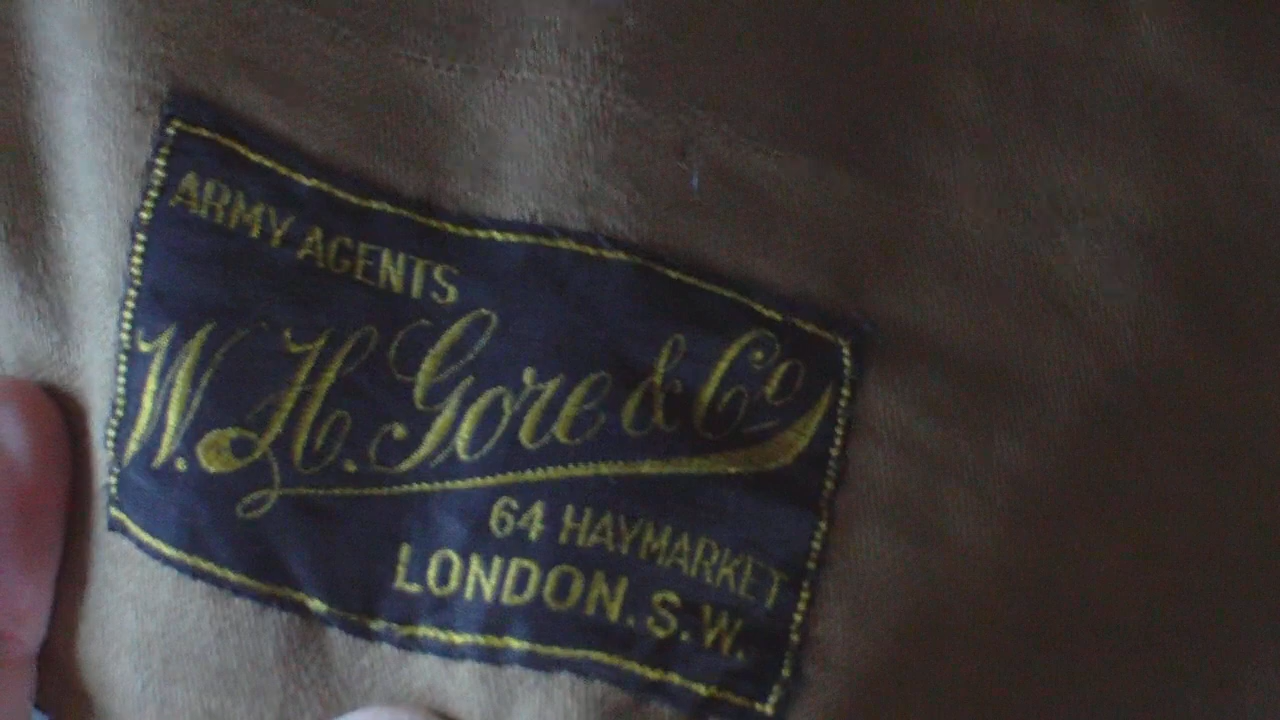 ARMY AGENTS
W. H. Gore & Co
64 HAYMARKET
LONDON. S. W.